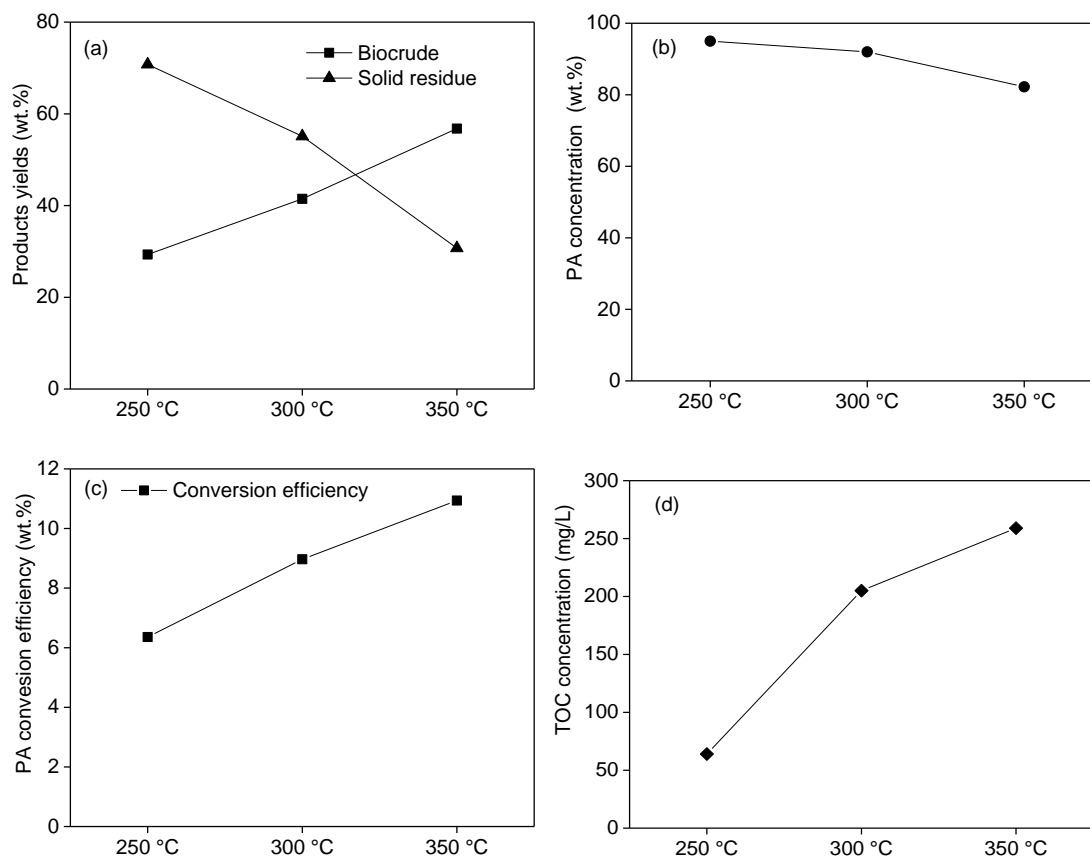 (a)
Biocrude
Solid residue
Products yields (wt.%)
80
60
40
20
0
250 °C
300 °C
350 °C
(b)
PA concentration (wt.%)
100
80
60
40
20
0
250 °C
300 °C
350 °C
(c)
Conversion efficiency
PA convesion efficiency (wt.%)
12
10
8
6
4
2
0
250 °C
300 °C
350 °C
(d)
TOC concentration (mg/L)
300
250
200
150
100
50
0
250 °C
300 °C
350 °C